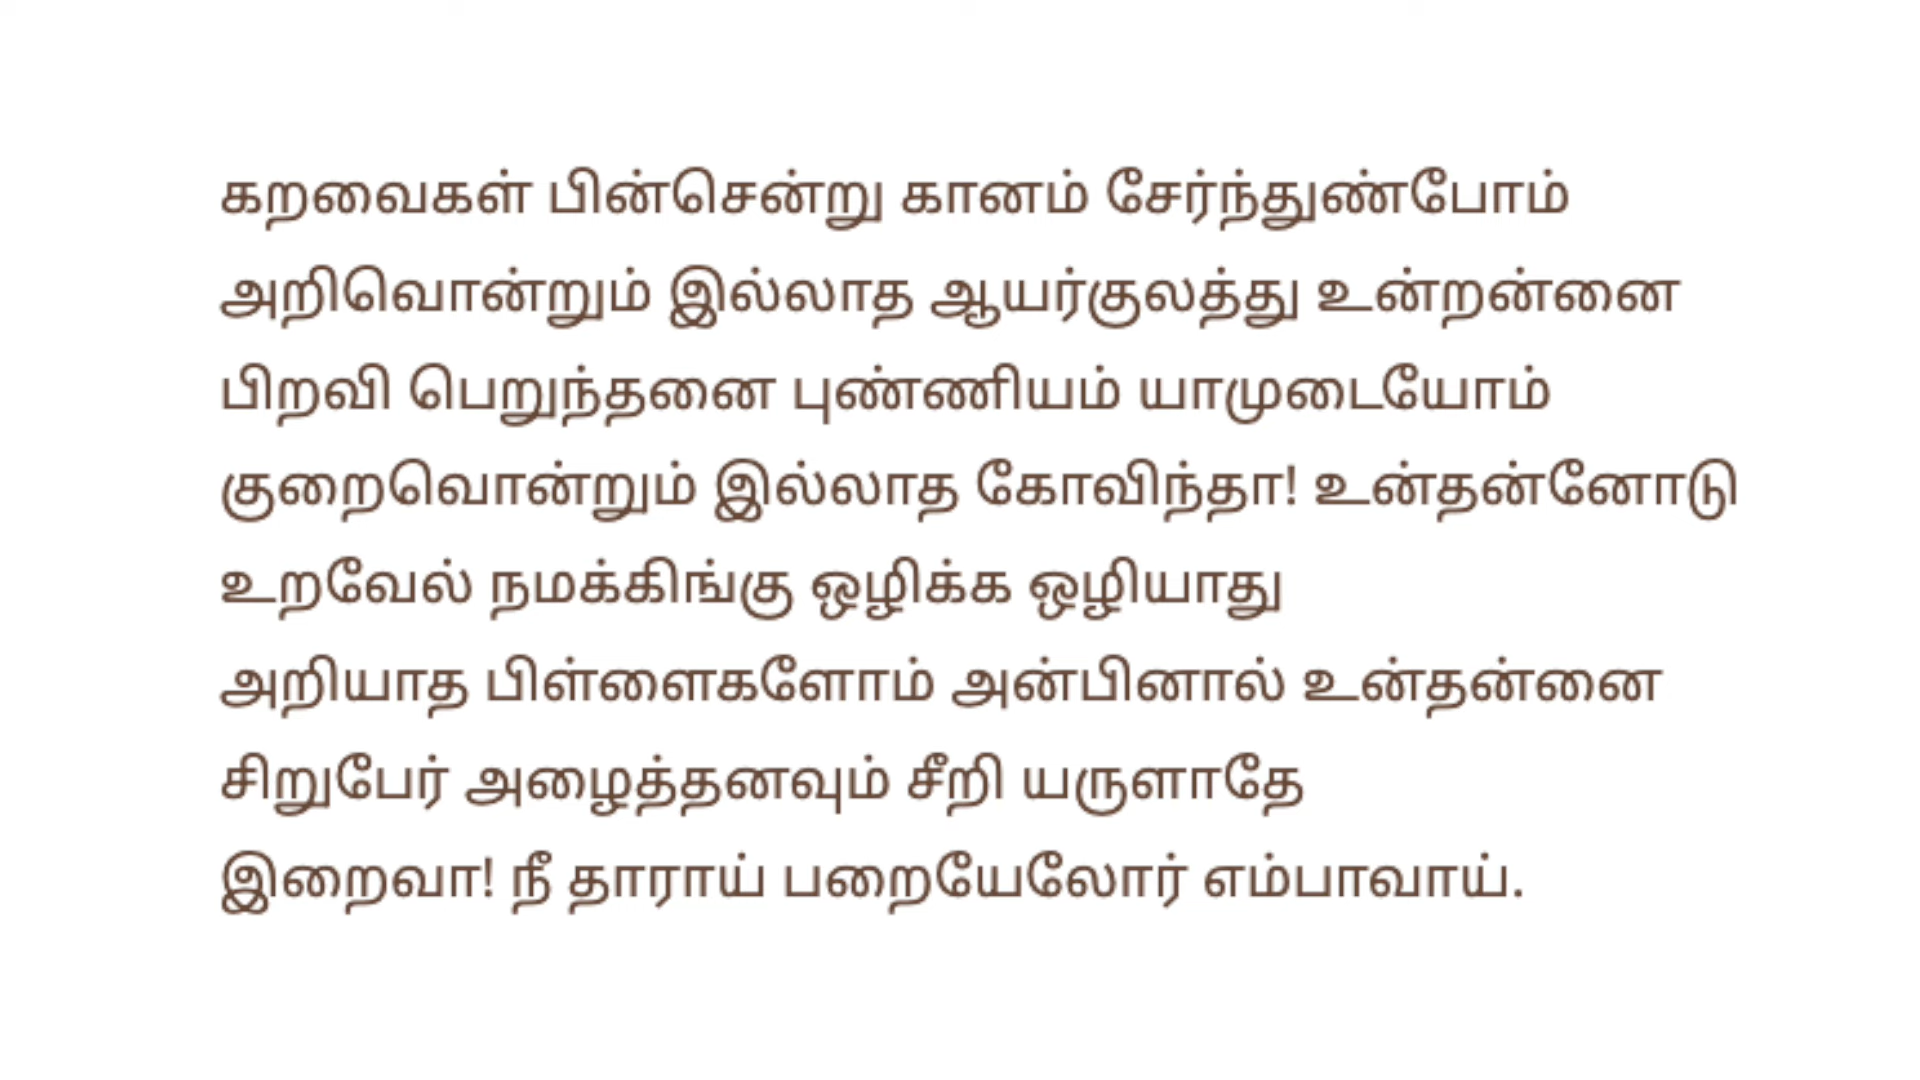 கறவைகள் பின்சென்று கானம் சேர்ந்துண்போம்
அறிவொன்றும் இல்லாத ஆயர்குலத்து உன்றன்னை
பிறவி பெறுந்தனை புண்ணியம் யாமுடையோம்
குறைவொன்றும் இல்லாத கோவிந்தா! உன்தன்னோடு
உறவேல் நமக்கிங்கு ஒழிக்க ஒழியாது
அறியாத பிள்ளைகளோம் அன்பினால் உன்தன்னை
சிறுபேர் அழைத்தனவும் சீறி யருளாதே
இறைவா! நீ தாராய் பறையேலோர் எம்பாவாய்.